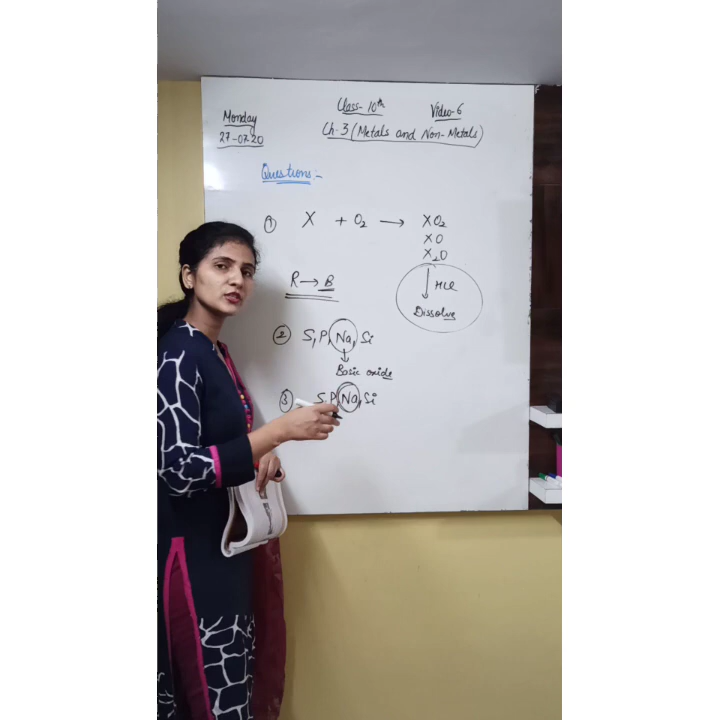 Monday
27-07-20
Class-10th
Video-6
Ch-3 (Metals and Non-Metals)
Questions:-
① X + O₂ → XO₂
XO
X₂O
HCl
Dissolve
R → B
② S, P, Na, Si
Basic oxide
③ S, P, Na, Si